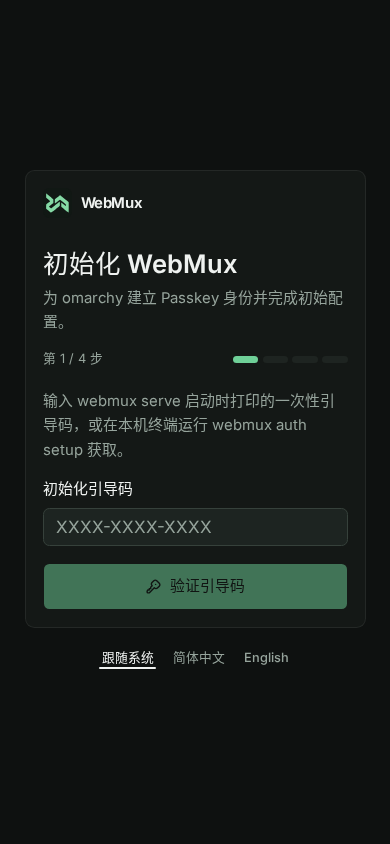 WebMux
初始化 WebMux
为 omarchy 建立 Passkey 身份并完成初始配
置。
第 1 / 4 步
输入 webmux serve 启动时打印的一次性引
导码，或在本机终端运行 webmux auth
setup 获取。
初始化引导码
XXXX-XXXX-XXXX
验证引导码
跟随系统 简体中文 English